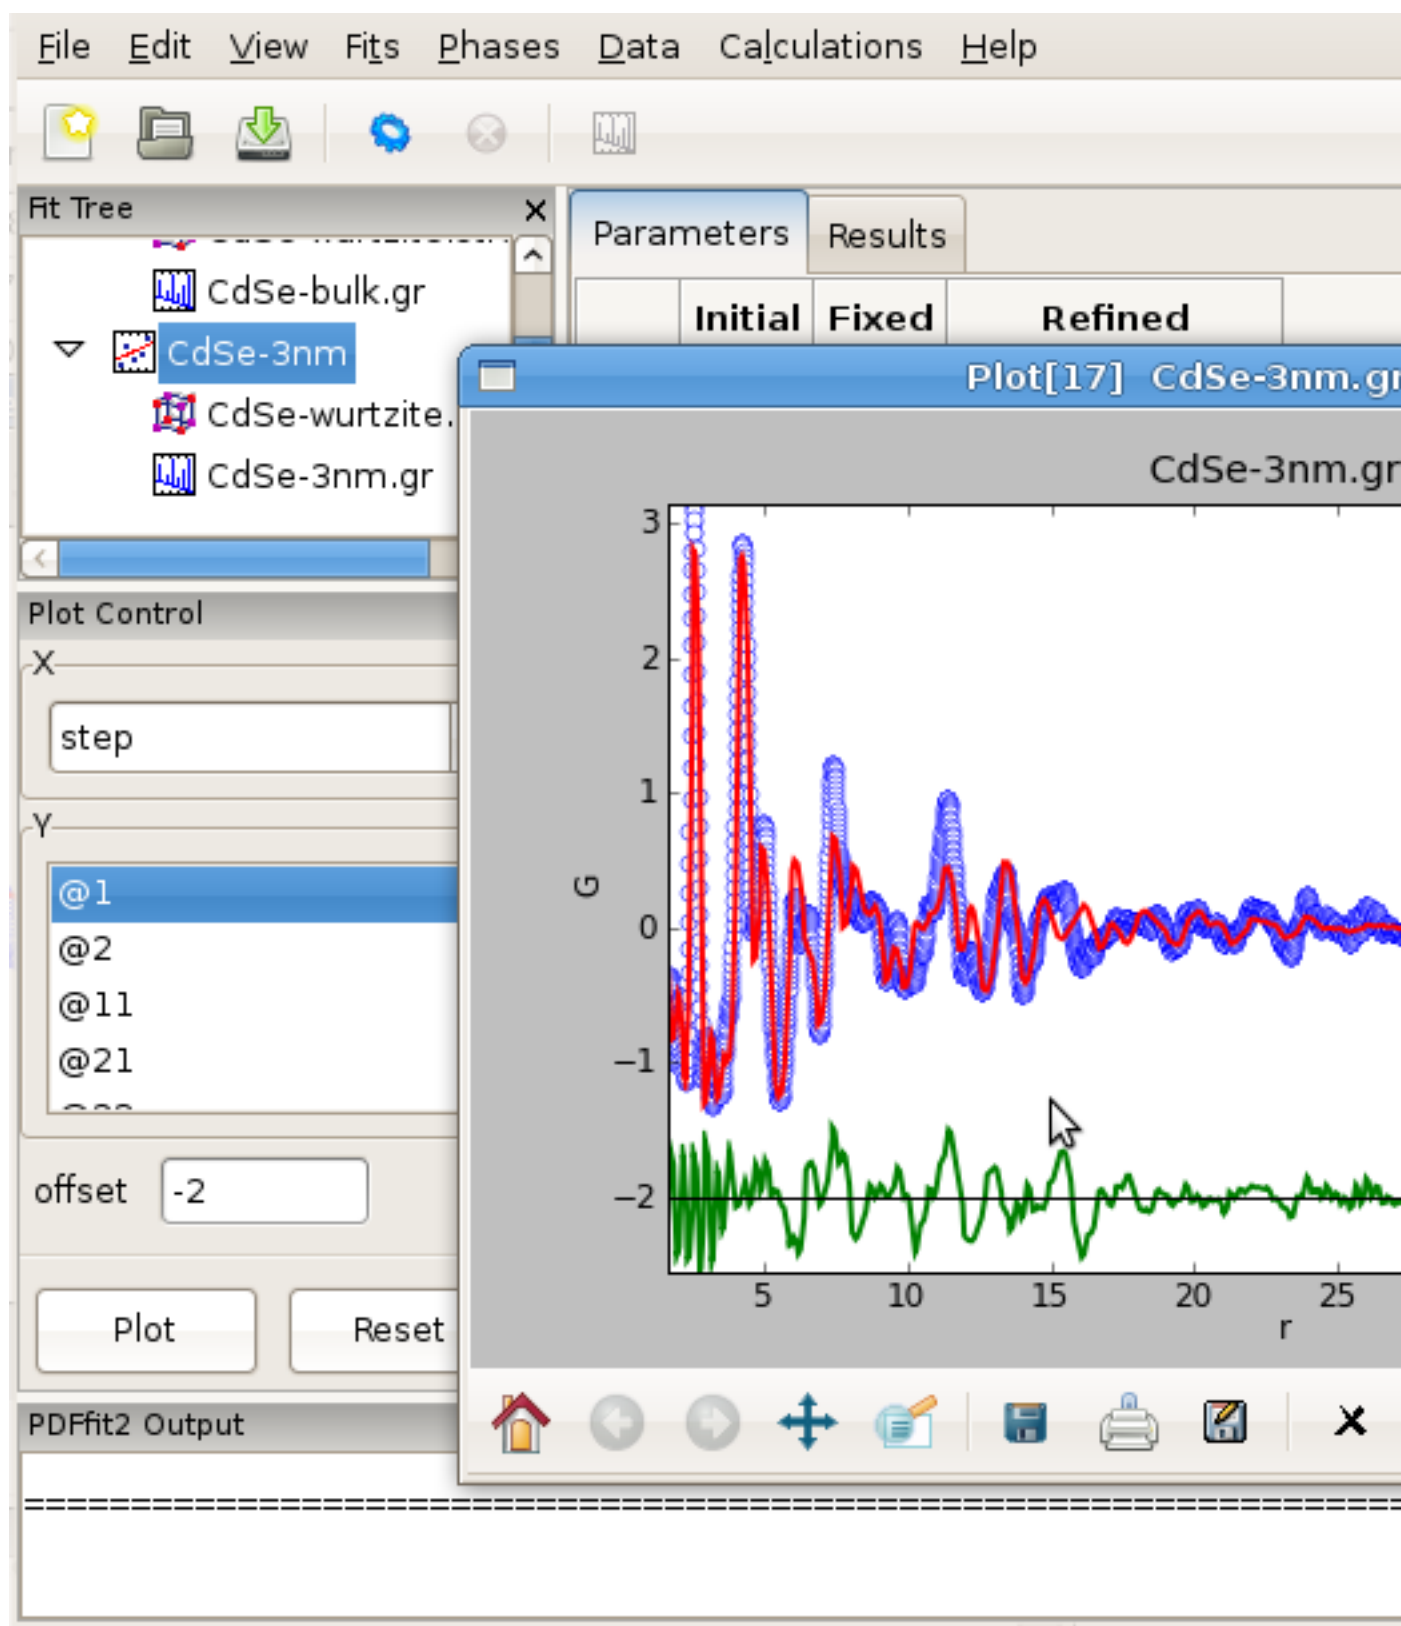 File Edit View Fits Phases Data Calculations Help
Fit Tree
CdSe-bulk.gr
CdSe-3nm
CdSe-wurtzite.
CdSe-3nm.gr
Parameters Results
Initial Fixed Refined
Plot[17] CdSe-3nm.gr
CdSe-3nm.gr
3
2
1
0
−1
−2
G
5 10 15 20 25
r
Plot Control
X
step
Y
@1
@2
@11
@21
offset -2
Plot Reset
PDFfit2 Output